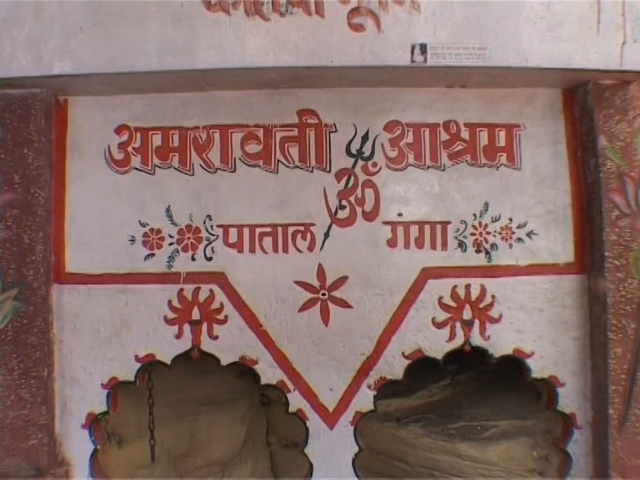 अमरावती आश्रम
ॐ
पाताल गंगा